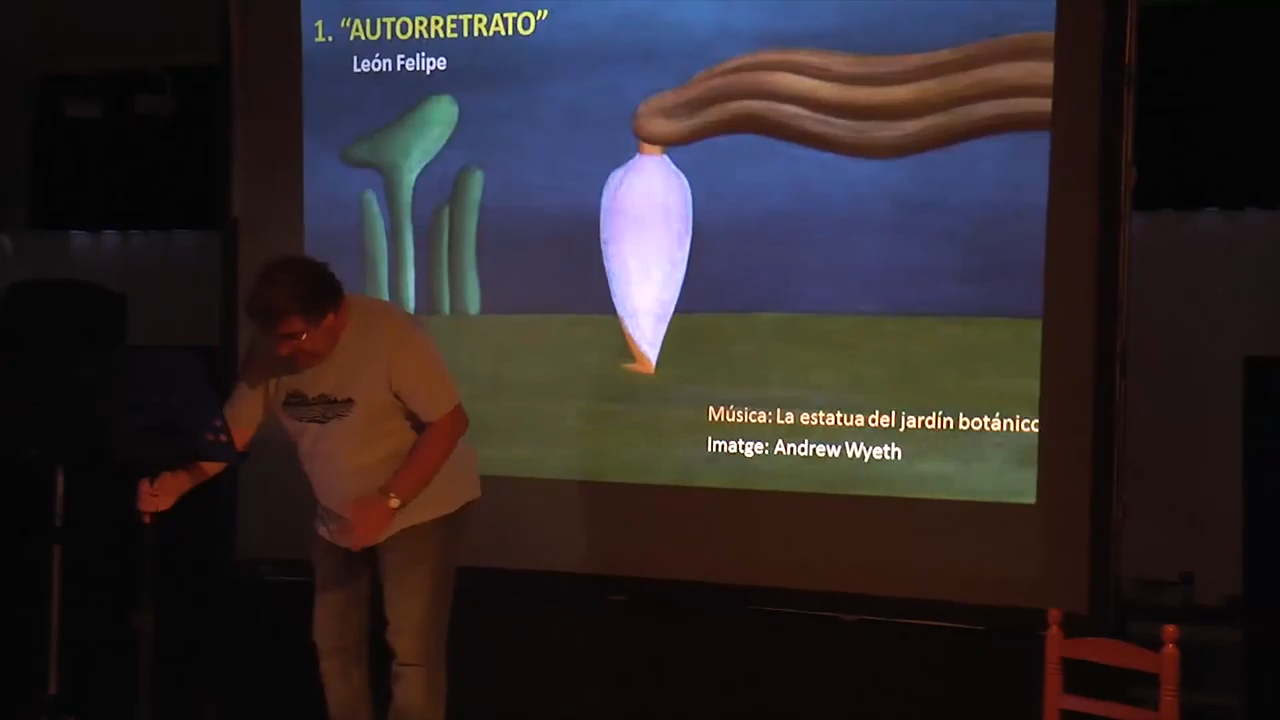 1. “AUTORRETRATO”
León Felipe
Música: La estatua del jardín botánico
Imatge: Andrew Wyeth